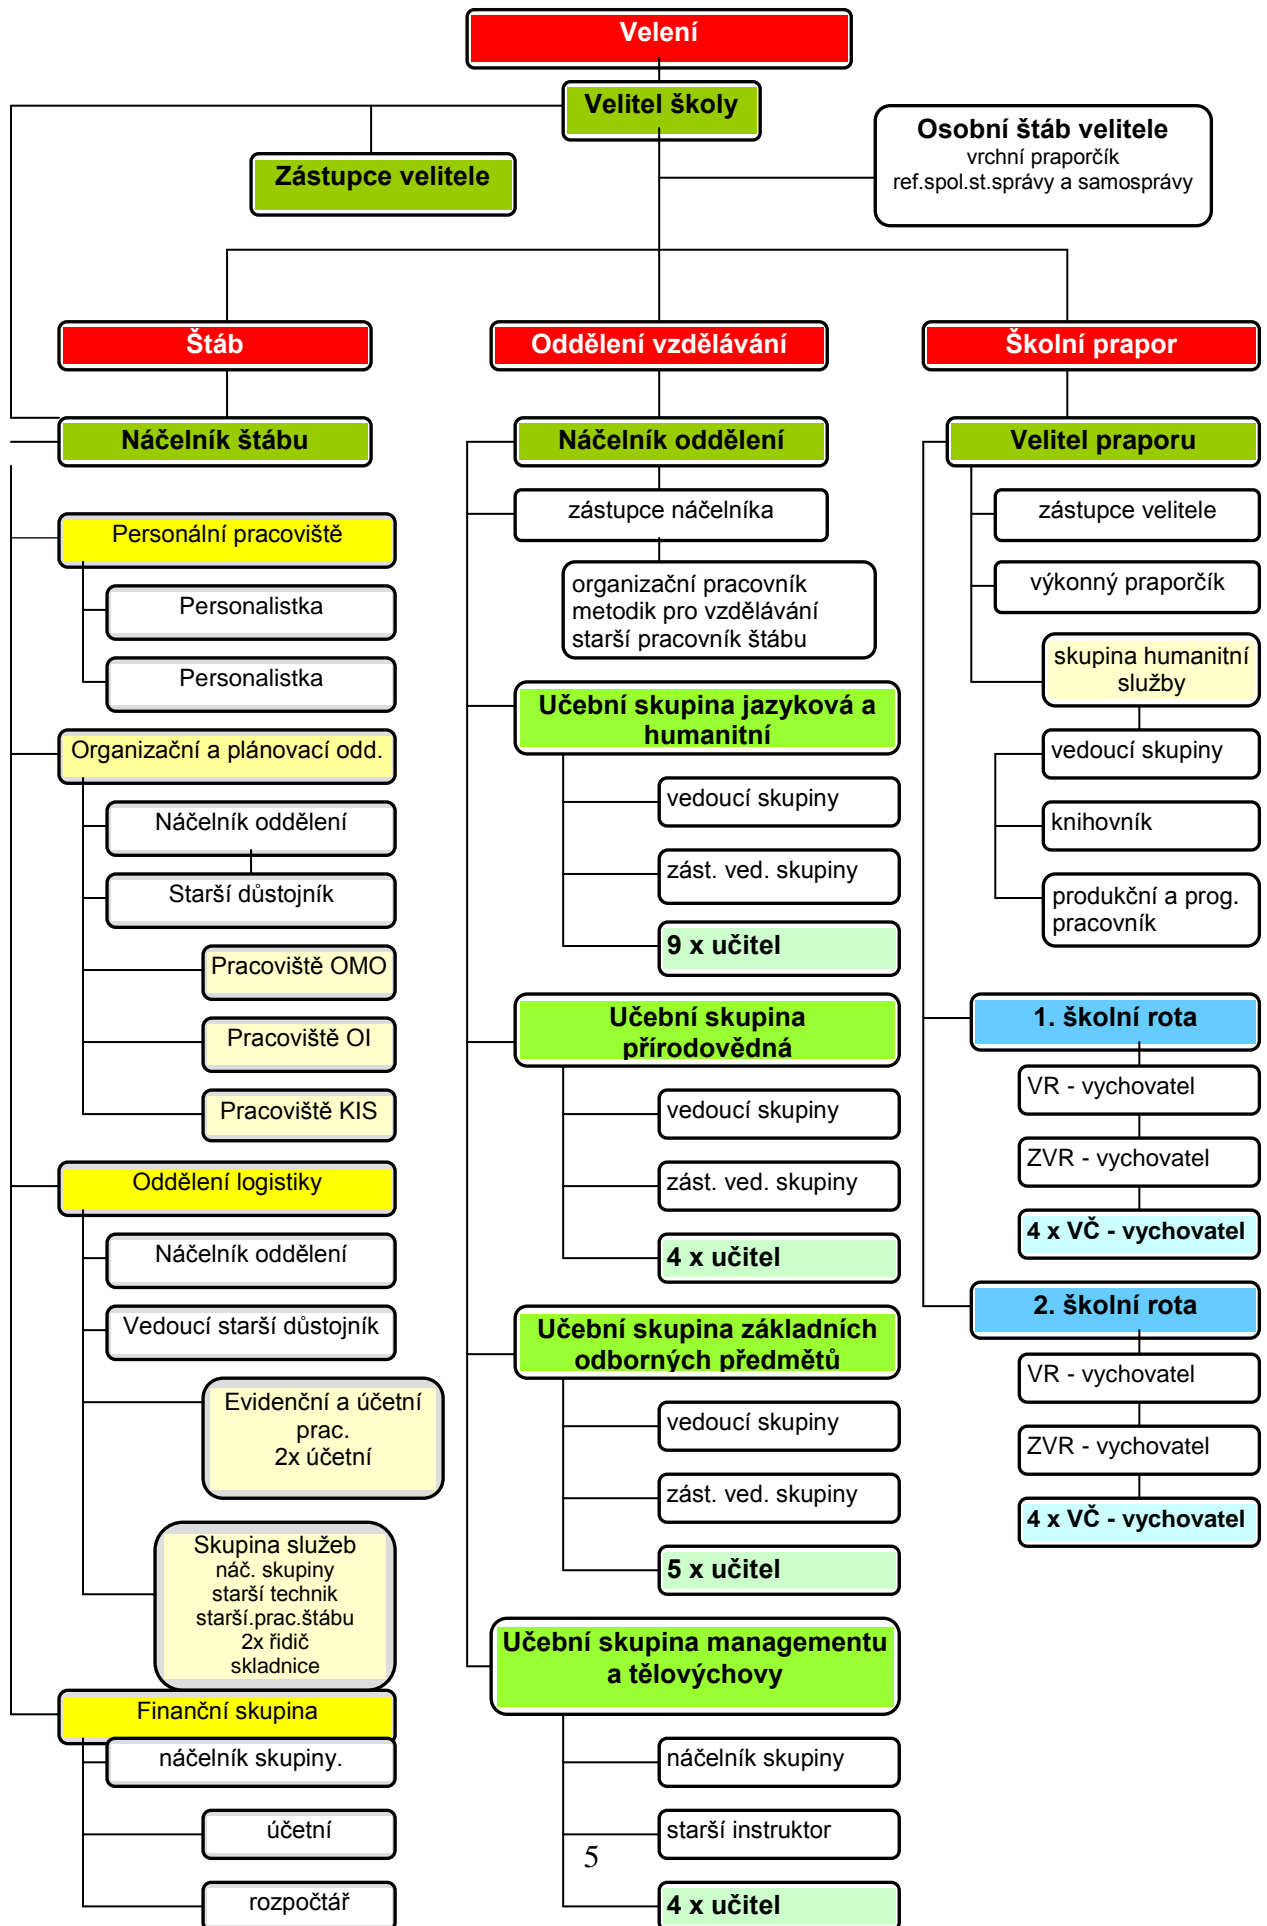 Velení
Velitel školy
Zástupce velitele
Osobní štáb velitele
vrchní praporčík
ref.spol.st.správy a samosprávy
Štáb
Náčelník štábu
Personální pracoviště
Personalistka
Personalistka
Organizační a plánovací odd.
Náčelník oddělení
Starší důstojník
Pracoviště OMO
Pracoviště OI
Pracoviště KIS
Oddělení logistiky
Náčelník oddělení
Vedoucí starší důstojník
Evidenční a účetní
prac.
2x účetní
Skupina služeb
náč. skupiny
starší technik
starší.prac.štábu
2x řidič
skladnice
Finanční skupina
náčelník skupiny.
účetní
rozpočtář
Oddělení vzdělávání
Náčelník oddělení
zástupce náčelníka
organizační pracovník
metodik pro vzdělávání
starší pracovník štábu
Učební skupina jazyková a
humanitní
vedoucí skupiny
zást. ved. skupiny
9 x učitel
Učební skupina
přírodovědná
vedoucí skupiny
zást. ved. skupiny
4 x učitel
Učební skupina základních
odborných předmětů
vedoucí skupiny
zást. ved. skupiny
5 x učitel
Učební skupina managementu
a tělovýchovy
náčelník skupiny
starší instruktor
4 x učitel
Školní prapor
Velitel praporu
zástupce velitele
výkonný praporčík
skupina humanitní
služby
vedoucí skupiny
knihovník
produkční a prog.
pracovník
1. školní rota
VR - vychovatel
ZVR - vychovatel
4 x VČ - vychovatel
2. školní rota
VR - vychovatel
ZVR - vychovatel
4 x VČ - vychovatel
5